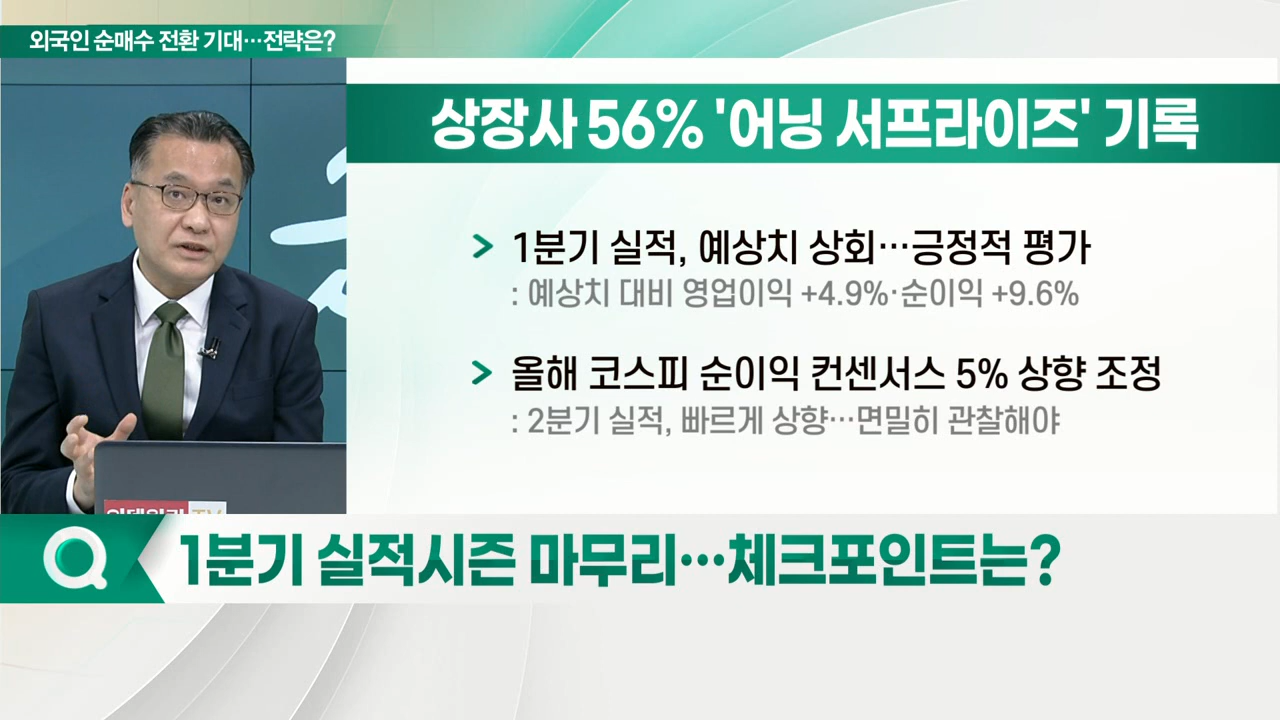 외국인 순매수 전환 기대…전략은?
상장사 56% '어닝 서프라이즈' 기록
1분기 실적, 예상치 상회…긍정적 평가
: 예상치 대비 영업이익 +4.9%·순이익 +9.6%
올해 코스피 순이익 컨센서스 5% 상향 조정
: 2분기 실적, 빠르게 상향…면밀히 관찰해야
이데일리 TV
1분기 실적시즌 마무리…체크포인트는?